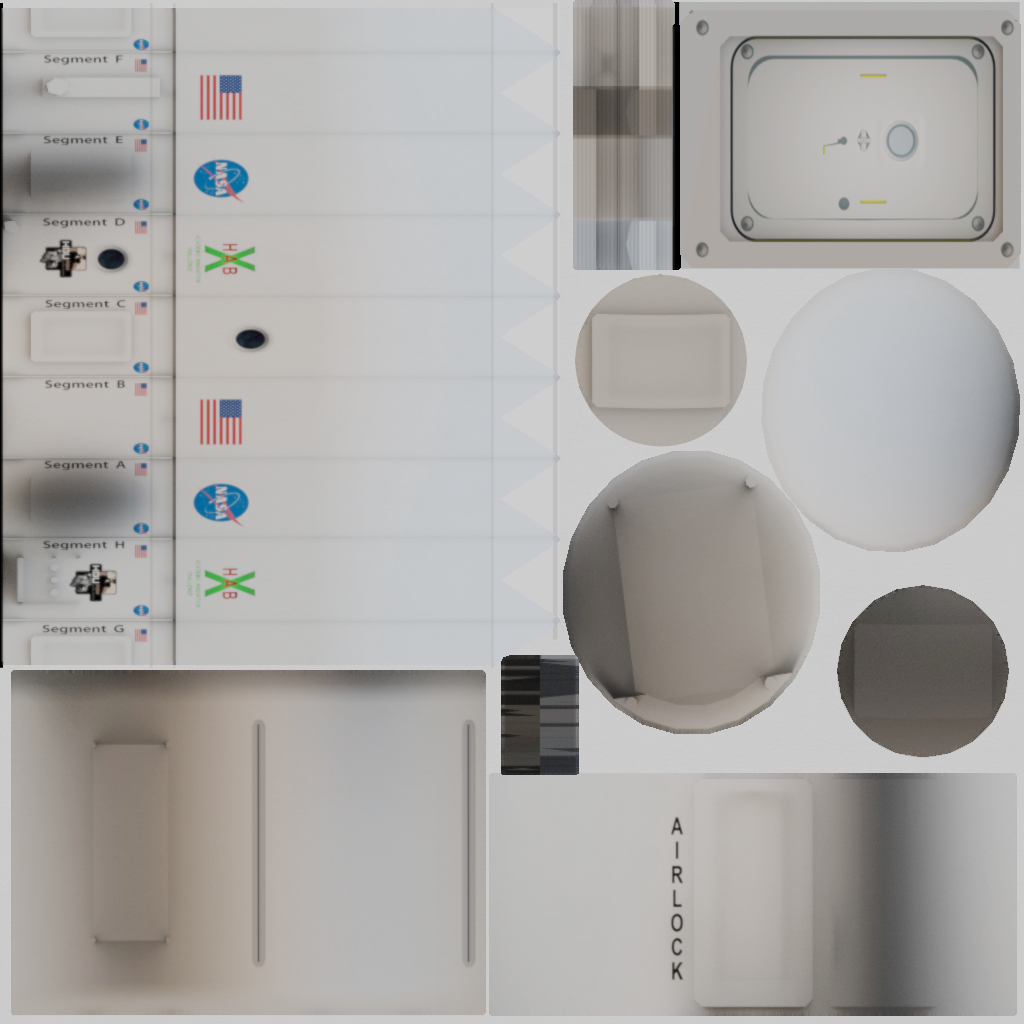 Segment F
Segment E
NASA
Segment D
HAB
Segment C
Segment B
Segment A
NASA
Segment H
HAB
Segment G
AIRLOCK